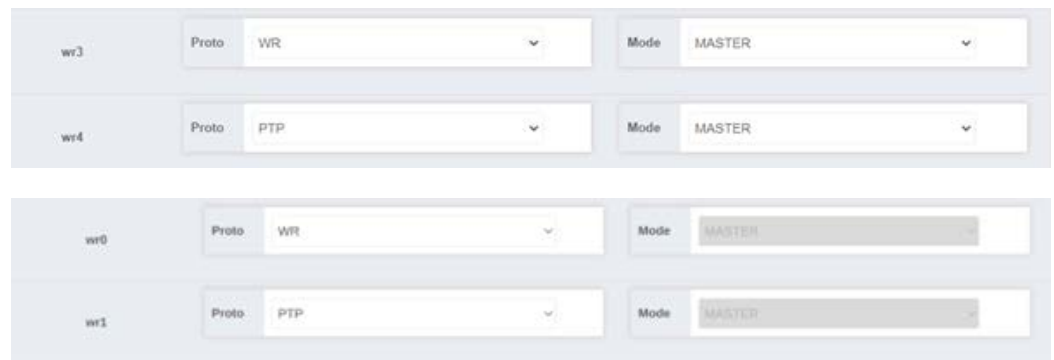 wr3 Proto WR Mode MASTER
wr4 Proto PTP Mode MASTER
wr0 Proto WR Mode MASTER
wr1 Proto PTP Mode MASTER